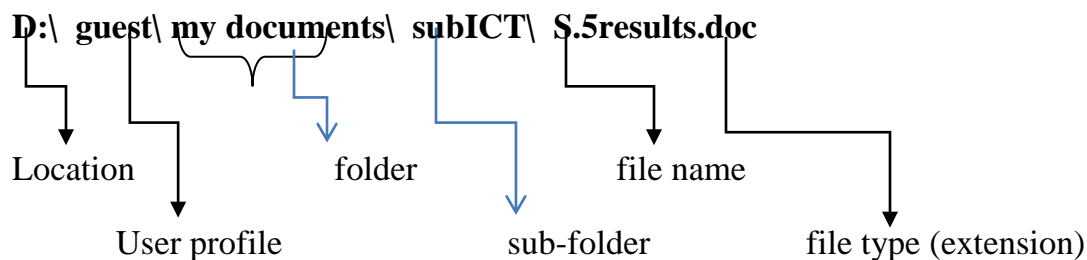 D:\ guest\ my documents\ subICT\ S.5results.doc
Location folder file name
User profile sub-folder file type (extension)